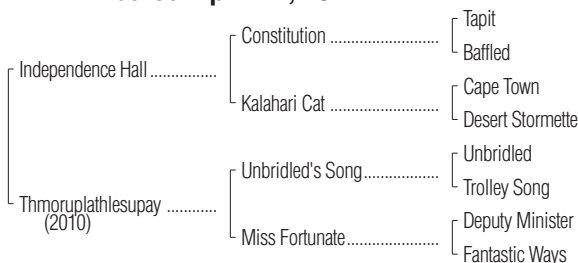 Tapit
Constitution ................................
Baffled
Independence Hall ................
Cape Town
Kalahari Cat ................................
Desert Stormette
Unbridled
Unbridled's Song......................
Trolley Song
Thmoruplathlesupay ............
(2010)
Deputy Minister
Miss Fortunate...........................
Fantastic Ways